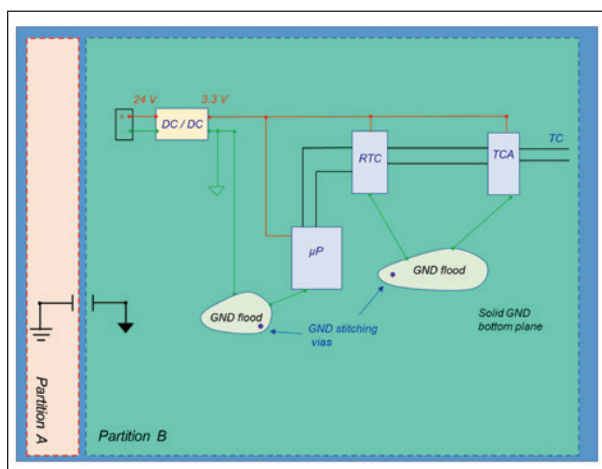 24 V
3.3 V
+
-
DC / DC
RTC
TCA
TC
µP
GND flood
GND flood
GND stitching
vias
Solid GND
bottom plane
Partition A
Partition B